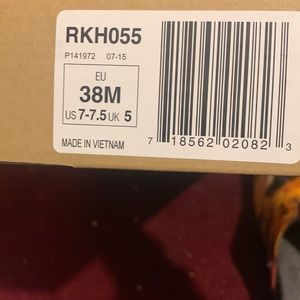 RKH055
P141972 07-15
EU
38M
US 7-7.5 UK 5
MADE IN VIETNAM
7 18562 02082 3